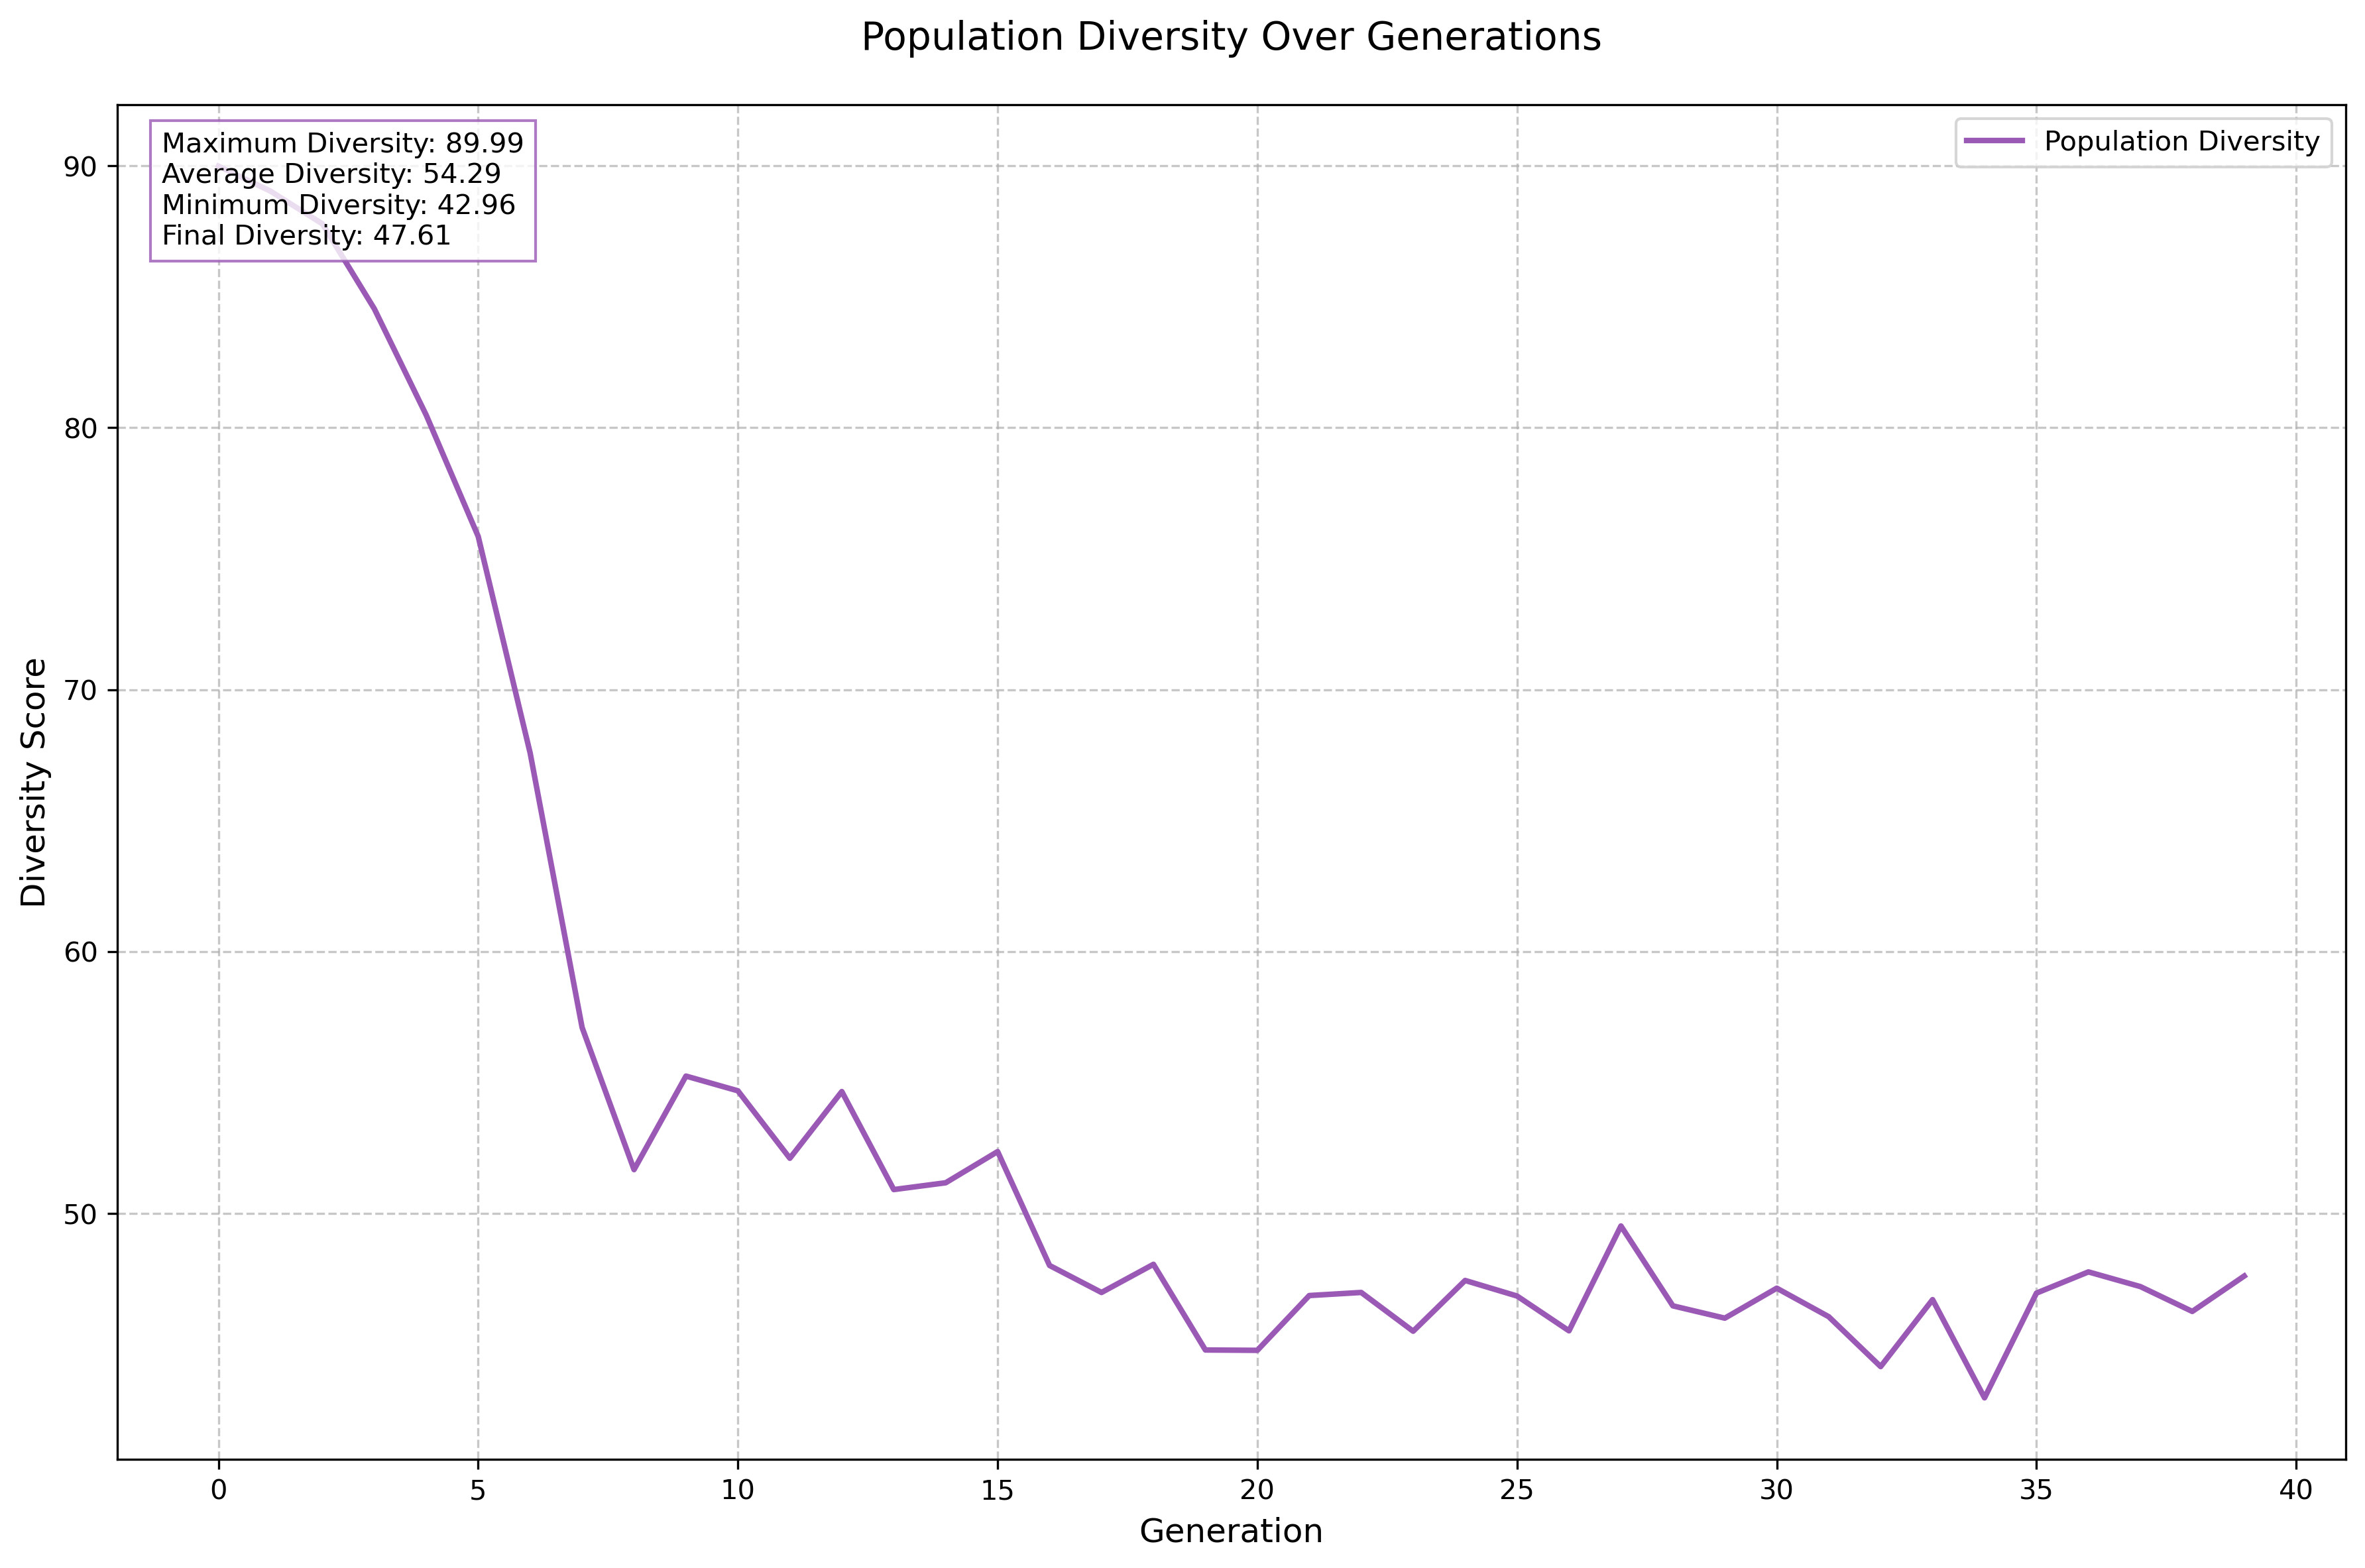 Population Diversity Over Generations
Maximum Diversity: 89.99
Average Diversity: 54.29
Minimum Diversity: 42.96
Final Diversity: 47.61
Population Diversity
90
80
70
60
50
Diversity Score
0 5 10 15 20 25 30 35 40
Generation